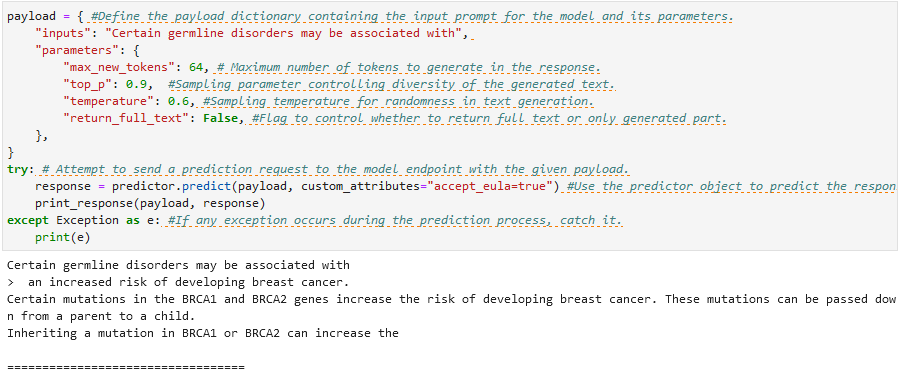 payload = { #Define the payload dictionary containing the input prompt for the model and its parameters.
    "inputs": "Certain germline disorders may be associated with",
    "parameters": {
        "max_new_tokens": 64, # Maximum number of tokens to generate in the response.
        "top_p": 0.9,  #Sampling parameter controlling diversity of the generated text.
        "temperature": 0.6, #Sampling temperature for randomness in text generation.
        "return_full_text": False, #Flag to control whether to return full text or only generated part.
    },
}
try: # Attempt to send a prediction request to the model endpoint with the given payload.
    response = predictor.predict(payload, custom_attributes="accept_eula=true") #Use the predictor object to predict the respon
    print_response(payload, response)
except Exception as e: #If any exception occurs during the prediction process, catch it.
    print(e)
Certain germline disorders may be associated with
>  an increased risk of developing breast cancer.
Certain mutations in the BRCA1 and BRCA2 genes increase the risk of developing breast cancer. These mutations can be passed dow
n from a parent to a child.
Inheriting a mutation in BRCA1 or BRCA2 can increase the
==================================